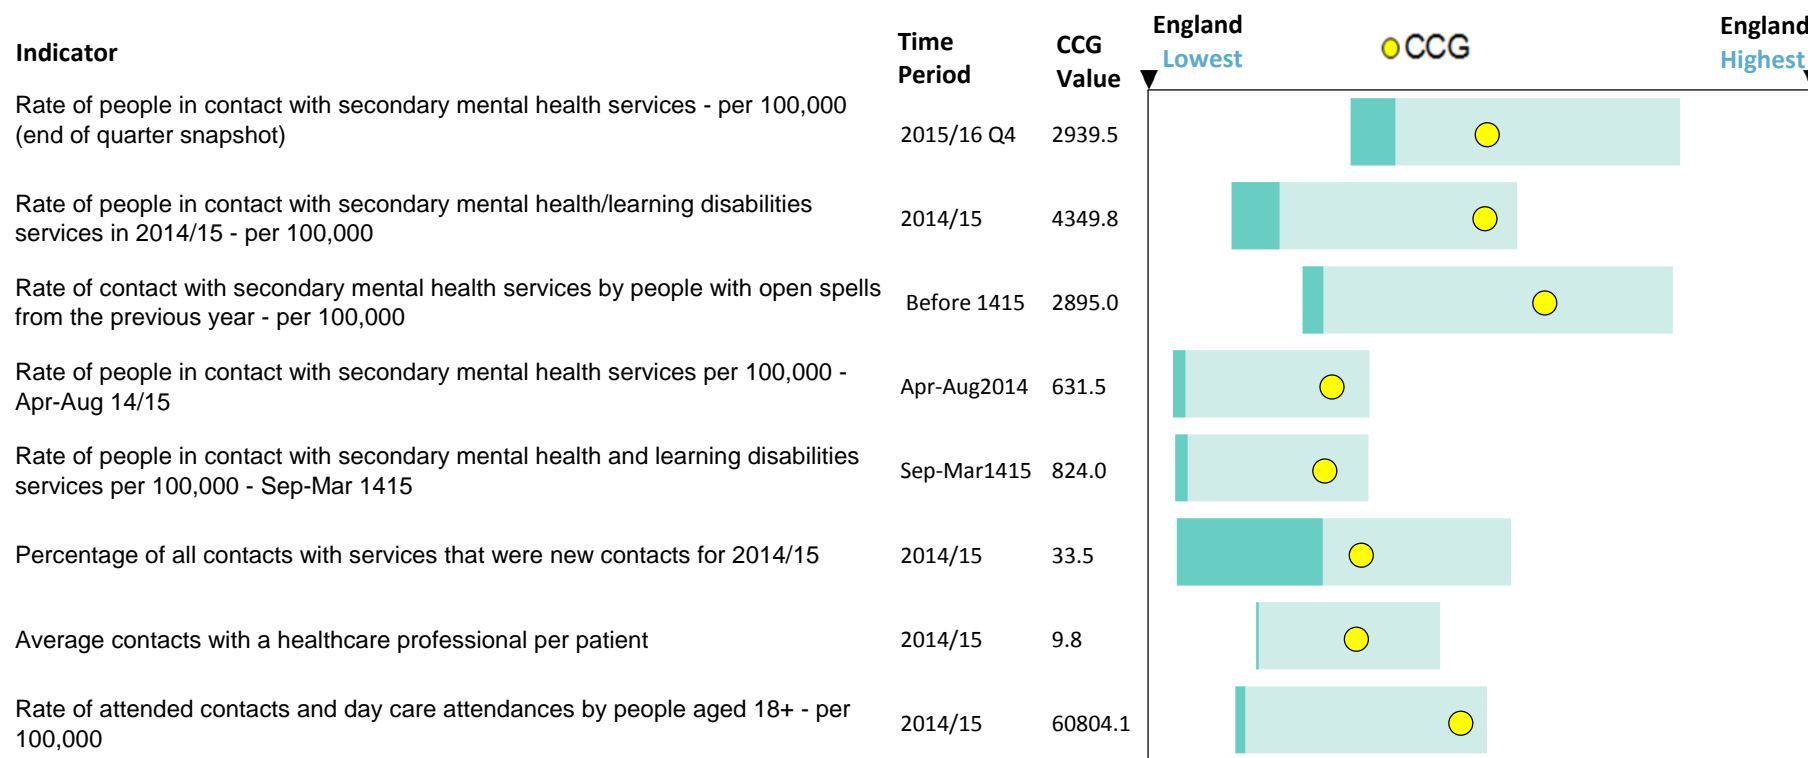 England England
Indicator Time CCG CCG
Period Value Lowest Highest
Rate of people in contact with secondary mental health services - per 100,000
(end of quarter snapshot) 2015/16 Q4 2939.5
Rate of people in contact with secondary mental health/learning disabilities
services in 2014/15 - per 100,000 2014/15 4349.8
Rate of contact with secondary mental health services by people with open spells
from the previous year - per 100,000 Before 1415 2895.0
Rate of people in contact with secondary mental health services per 100,000 -
Apr-Aug 14/15 Apr-Aug2014 631.5
Rate of people in contact with secondary mental health and learning disabilities
services per 100,000 - Sep-Mar 1415 Sep-Mar1415 824.0
Percentage of all contacts with services that were new contacts for 2014/15 2014/15 33.5
Average contacts with a healthcare professional per patient 2014/15 9.8
Rate of attended contacts and day care attendances by people aged 18+ - per
100,000 2014/15 60804.1